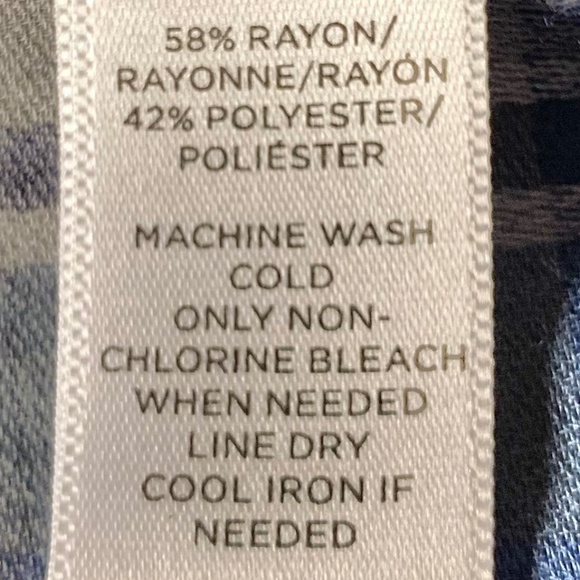 58% RAYON/
RAYONNE/RAYÓN
42% POLYESTER/
POLIÉSTER
MACHINE WASH
COLD
ONLY NON-
CHLORINE BLEACH
WHEN NEEDED
LINE DRY
COOL IRON IF
NEEDED